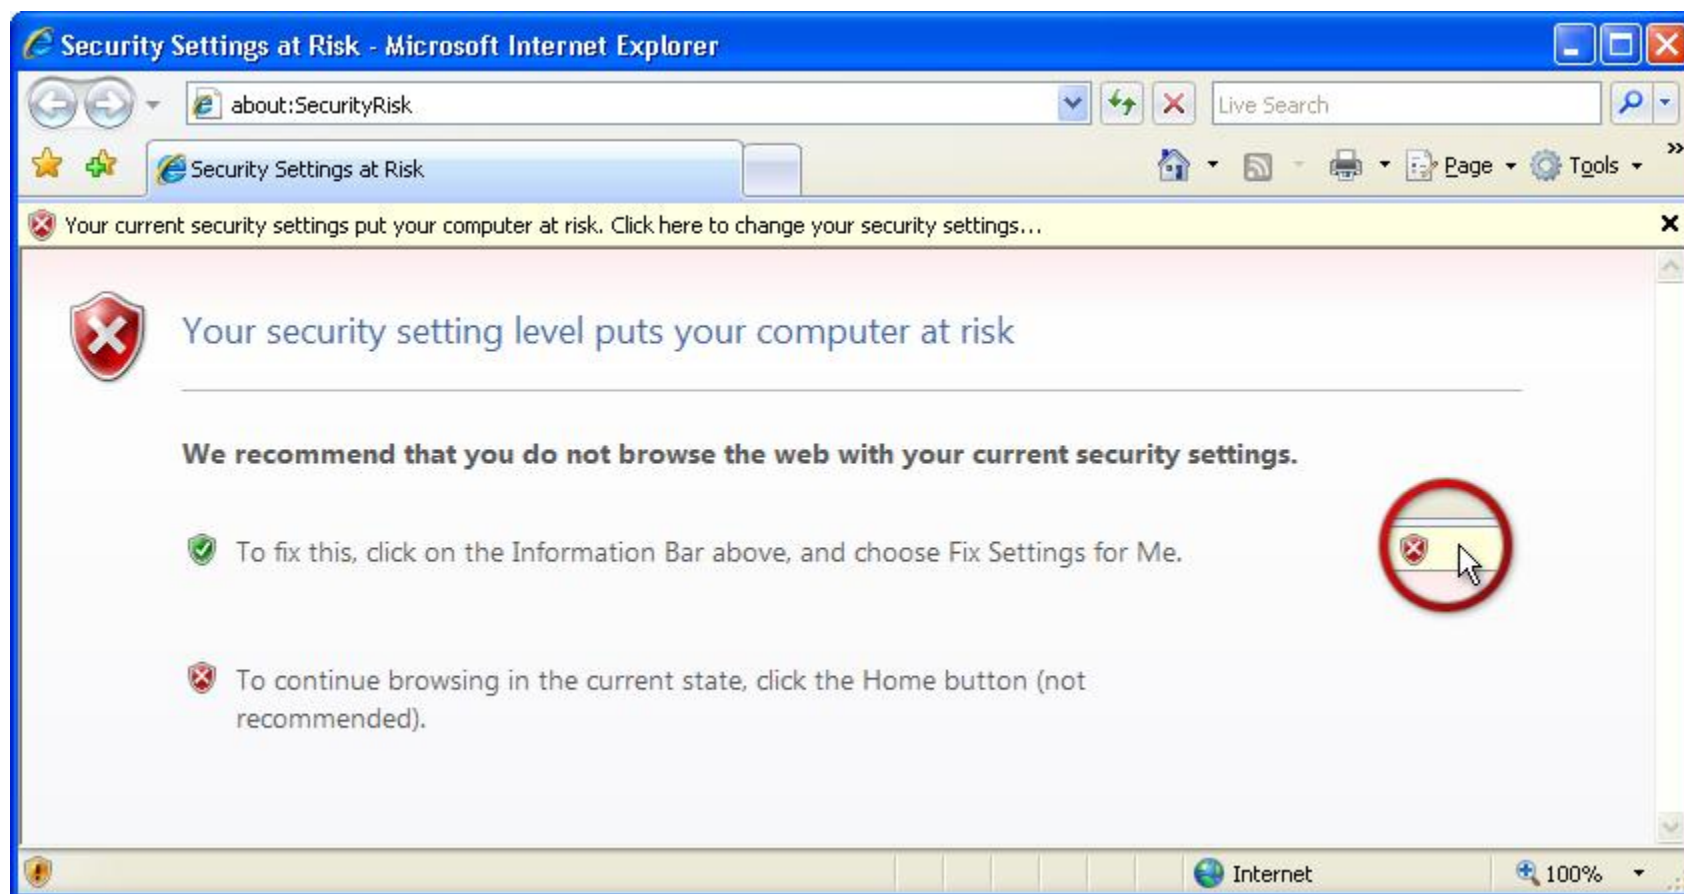 Security Settings at Risk - Microsoft Internet Explorer
about:SecurityRisk
Live Search
Security Settings at Risk
Page
Tools
Your current security settings put your computer at risk. Click here to change your security settings...
Your security setting level puts your computer at risk
We recommend that you do not browse the web with your current security settings.
To fix this, click on the Information Bar above, and choose Fix Settings for Me.
To continue browsing in the current state, click the Home button (not
recommended).
Internet
100%